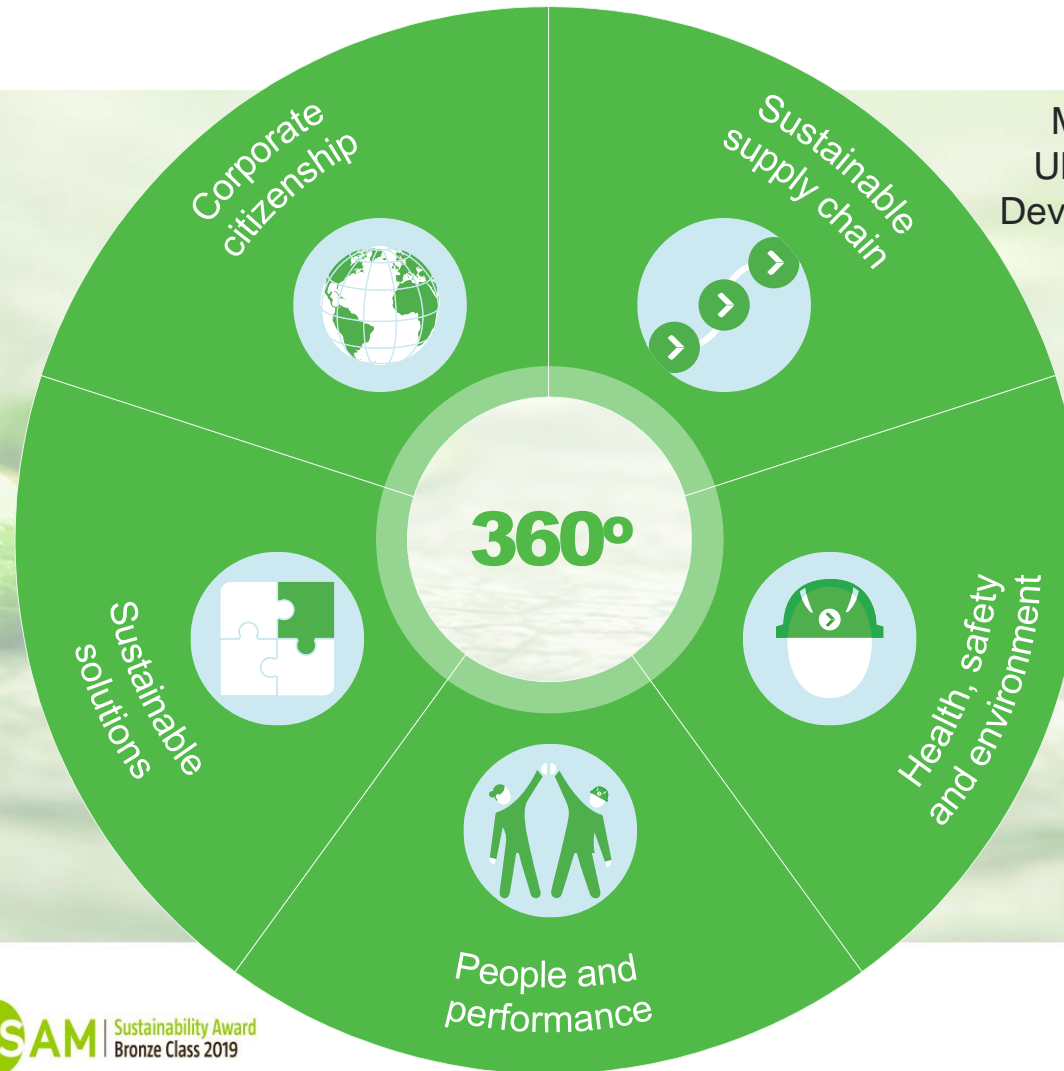 Corporate
citizenship
Sustainable
supply chain
360º
Sustainable
solutions
Health, safety
and environment
People and
performance
SAM
Sustainability Award
Bronze Class 2019